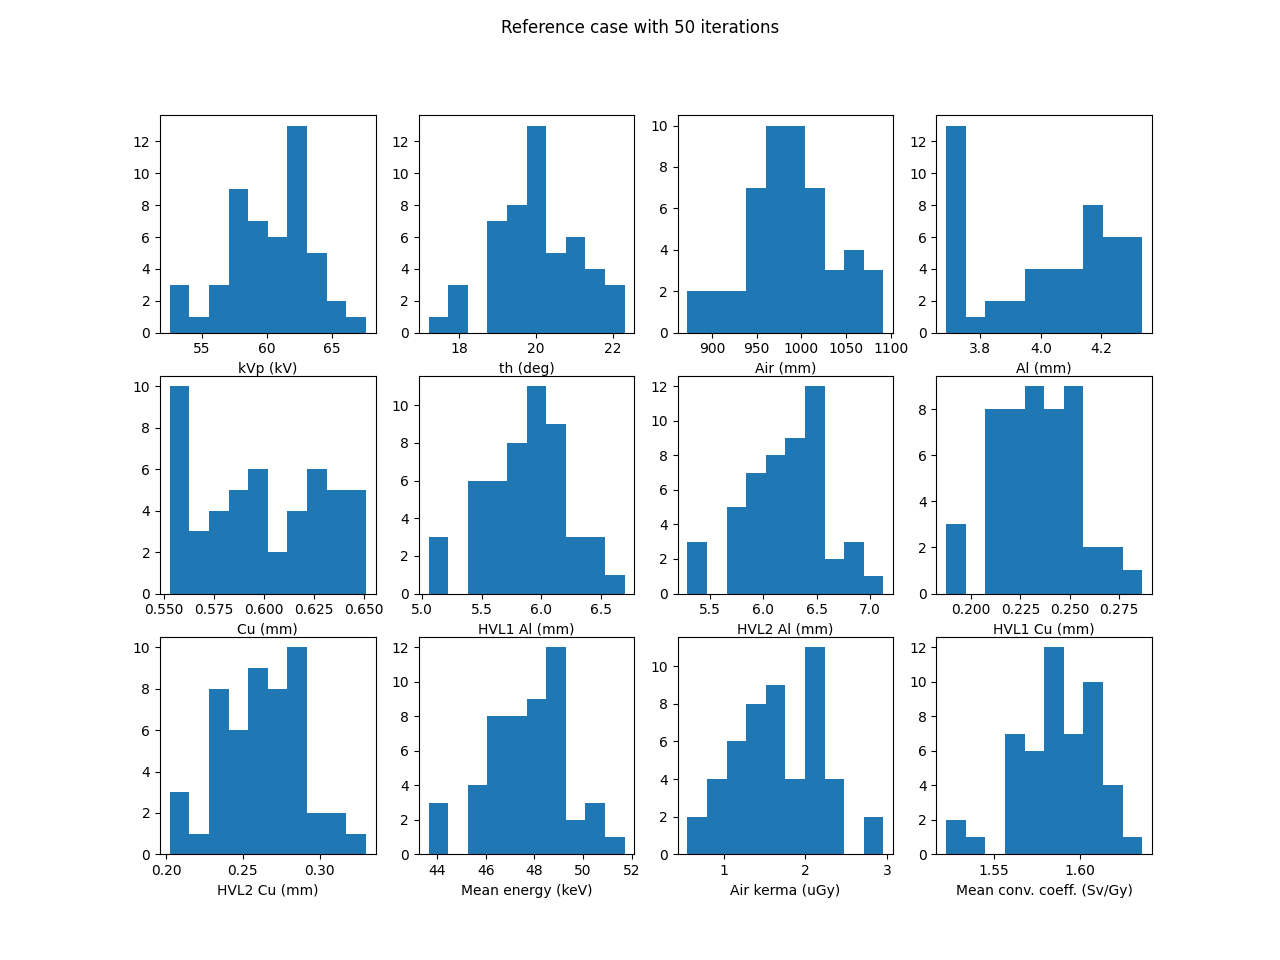 Reference case with 50 iterations
0 2 4 6 8 10 12
55 60 65
kVp (kV)
0 2 4 6 8 10 12
18 20 22
th (deg)
0 2 4 6 8 10
900 950 1000 1050 1100
Air (mm)
0 2 4 6 8 10 12
3.8 4.0 4.2
Al (mm)
0 2 4 6 8 10
0.550 0.575 0.600 0.625 0.650
Cu (mm)
0 2 4 6 8 10
5.0 5.5 6.0 6.5
HVL1 Al (mm)
0 2 4 6 8 10 12
5.5 6.0 6.5 7.0
HVL2 Al (mm)
0 2 4 6 8
0.200 0.225 0.250 0.275
HVL1 Cu (mm)
0 2 4 6 8 10
0.20 0.25 0.30
HVL2 Cu (mm)
0 2 4 6 8 10 12
44 46 48 50 52
Mean energy (keV)
0 2 4 6 8 10
1 2 3
Air kerma (uGy)
0 2 4 6 8 10 12
1.55 1.60
Mean conv. coeff. (Sv/Gy)